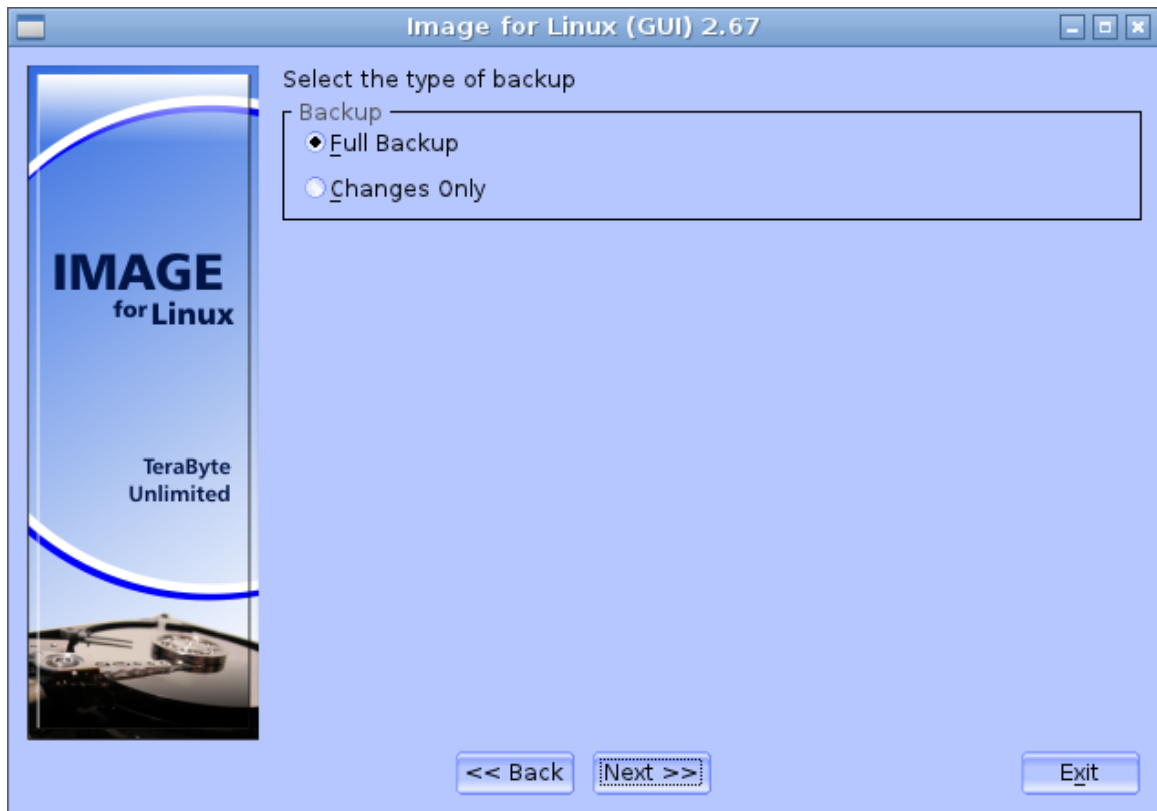 Image for Linux (GUI) 2.67
Select the type of backup
Backup
Full Backup
Changes Only
IMAGE
for Linux
TeraByte
Unlimited
<< Back
Next >>
Exit